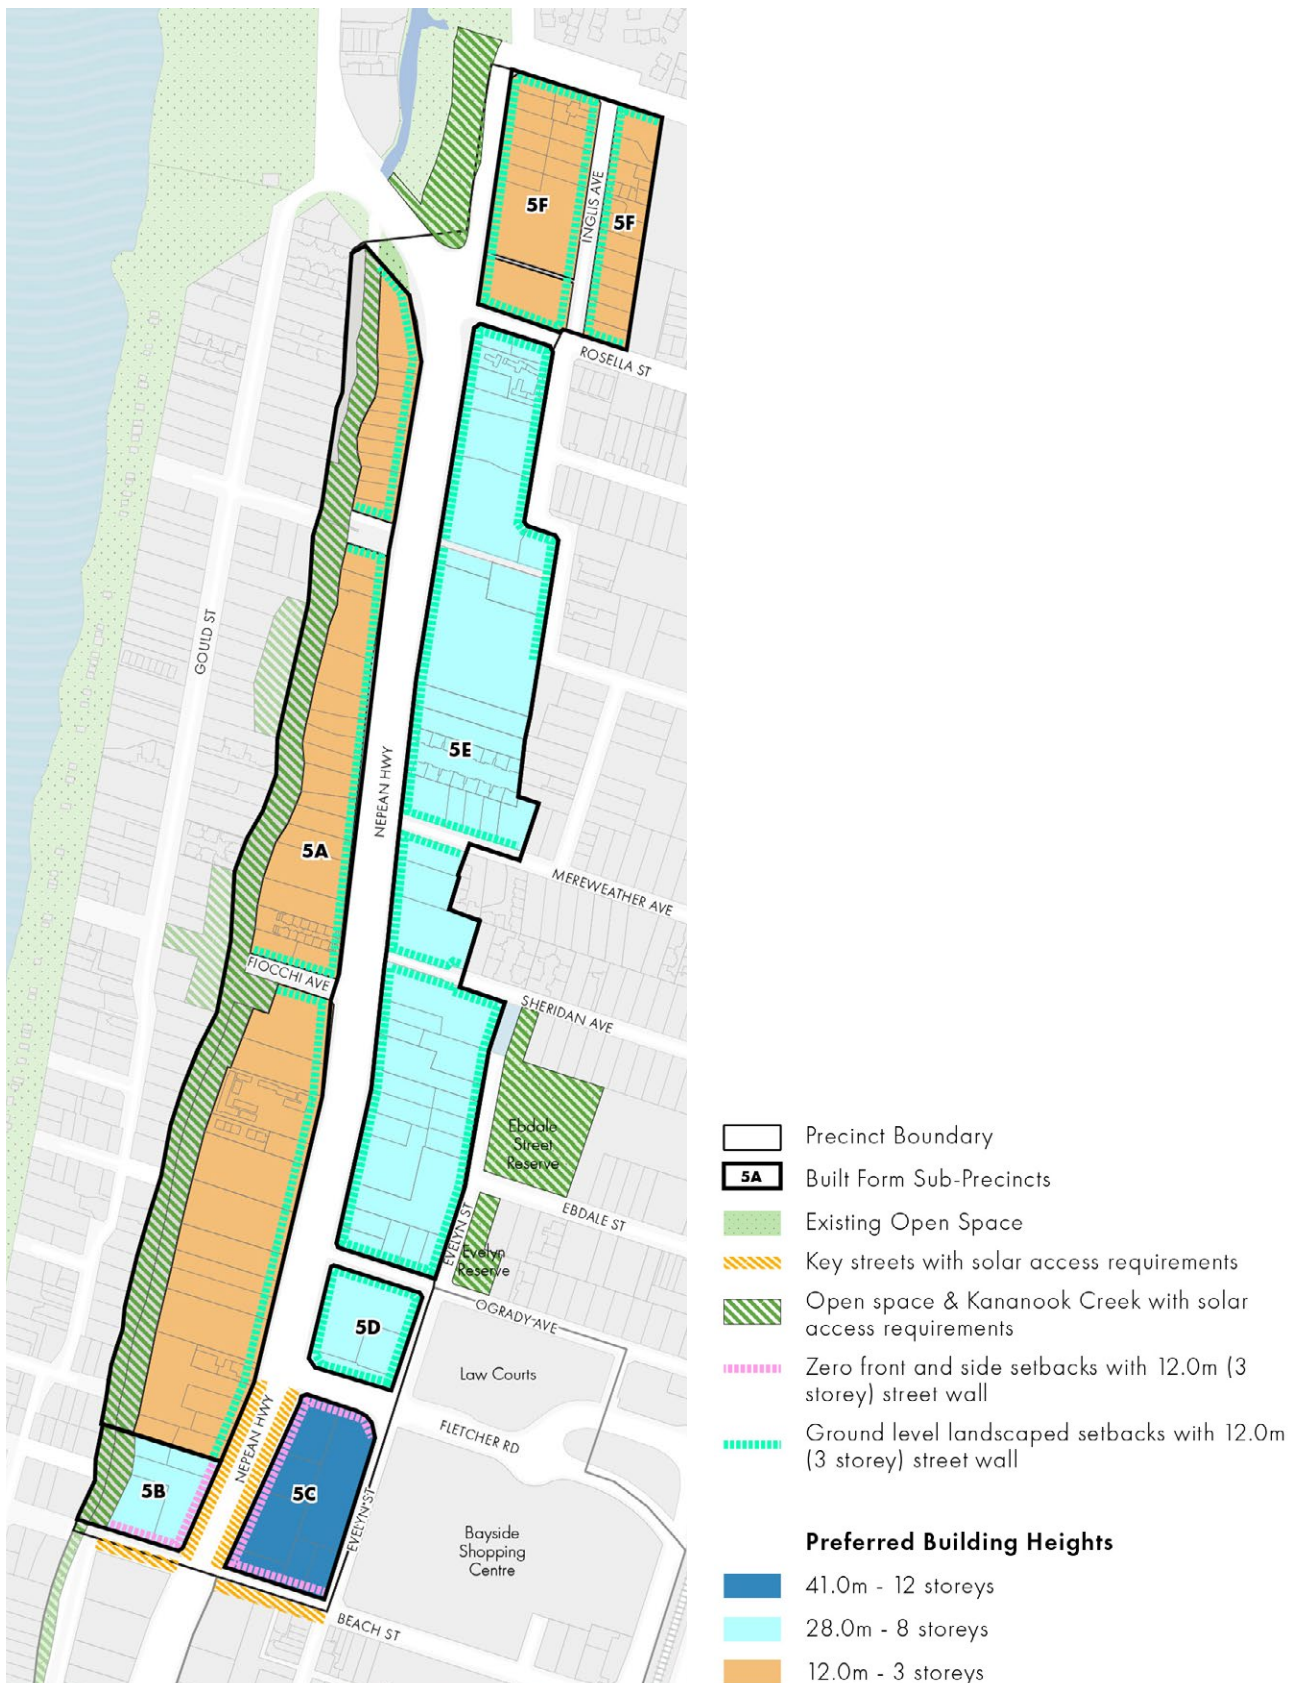 5F
5F
INGLIS AVE
ROSELLA ST
GOULD ST
NEPEAN HWY
5E
5A
MEREWEATHER AVE
FIOCCHI AVE
SHERIDAN AVE
Ebdale
Street
Reserve
EBDALE ST
EVELYN ST
Evelyn
Reserve
OGRADY AVE
5D
Law Courts
FLETCHER RD
NEPEAN HWY
5B
5C
EVELYN ST
Bayside
Shopping
Centre
BEACH ST
Precinct Boundary
5A
Built Form Sub-Precincts
Existing Open Space
Key streets with solar access requirements
Open space & Kananook Creek with solar
access requirements
Zero front and side setbacks with 12.0m (3
storey) street wall
Ground level landscaped setbacks with 12.0m
(3 storey) street wall
Preferred Building Heights
41.0m - 12 storeys
28.0m - 8 storeys
12.0m - 3 storeys